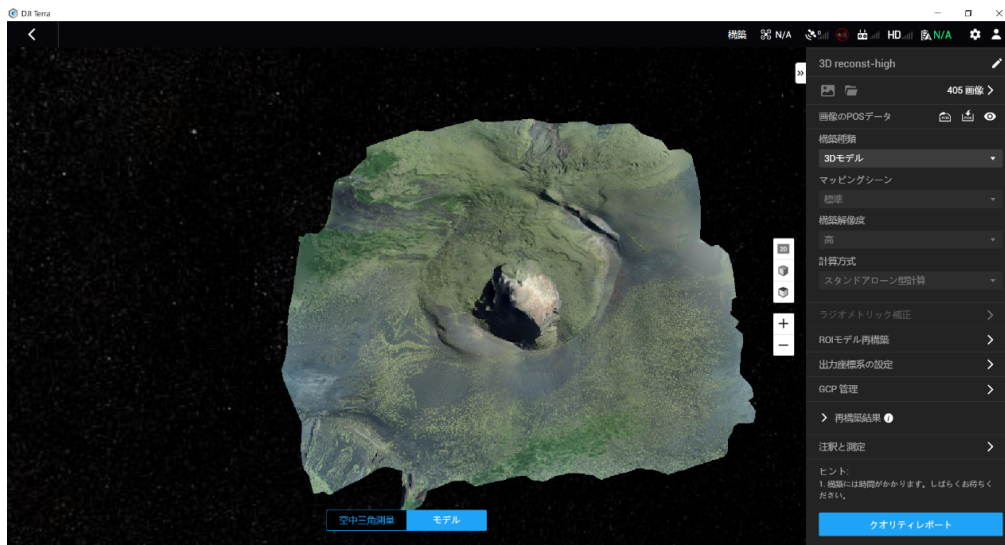 DJI Terra
構築 N/A HD N/A
3D reconst-high
405 画像
画像のPOSデータ
構築種類
3Dモデル
マッピングシーン
標準
構築解像度
高
計算方式
スタンドアローン型計算
2D
ラジオメトリック補正
ROIモデル再構築
出力座標系の設定
GCP 管理
再構築結果
注釈と測定
ヒント:
1. 構築には時間がかかります。しばらくお待ちく
ださい。
空中三角測量 モデル
クオリティレポート